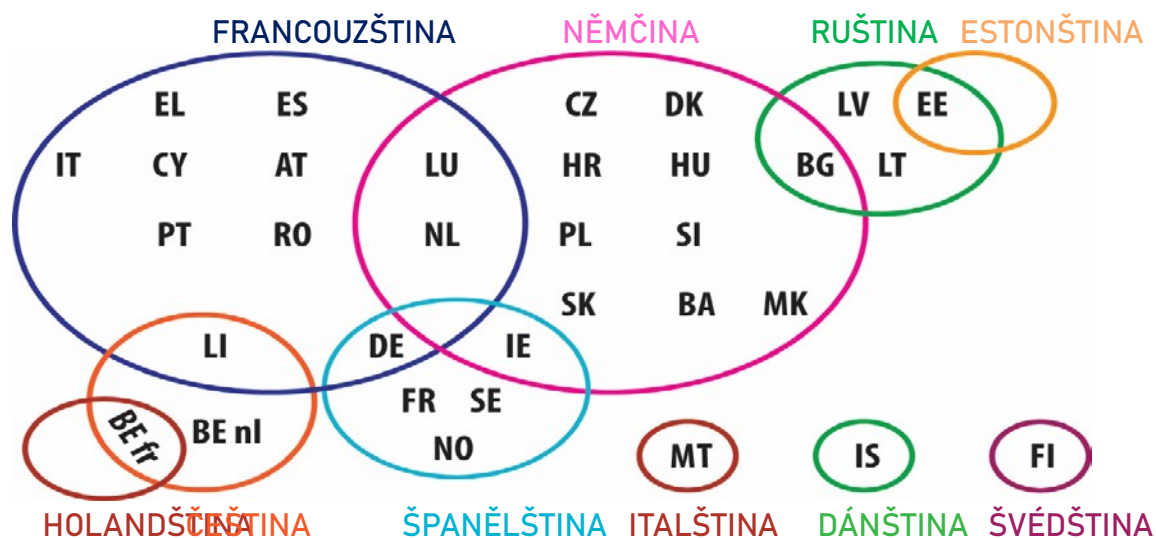 FRANCOUZŠTINA NĚMČINA RUŠTINA ESTONŠTINA
EL ES CZ DK LV EE
IT CY AT LU HR HU BG LT
PT RO NL PL SI
SK BA MK
LI DE IE
FR SE
BE fr BE nl NO MT IS FI
HOLANDŠTINA ČEŠTINA ŠPANĚLŠTINA ITALŠTINA DÁNŠTINA ŠVÉDŠTINA